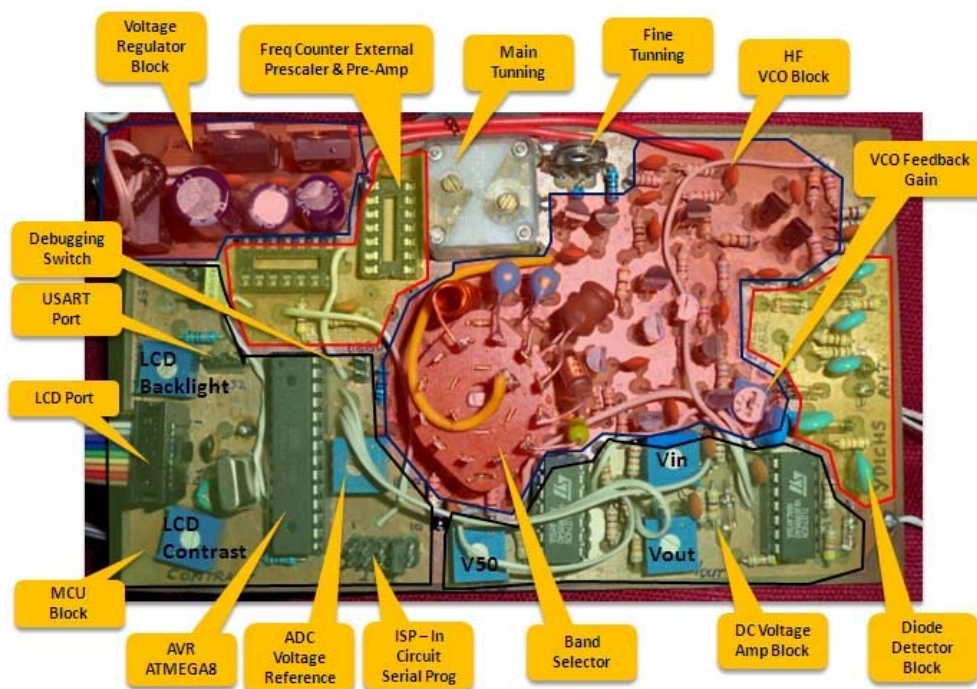 Voltage
Regulator
Block
Freq Counter External
Prescaler & Pre-Amp
Main
Tunning
Fine
Tunning
HF
VCO Block
VCO Feedback
Gain
Debugging
Switch
USART
Port
LCD
Backlight
LCD Port
LCD
Contrast
Vin
Vout
V50
MCU
Block
AVR
ATMEGA8
ADC
Voltage
Reference
ISP – In
Circuit
Serial Prog
Band
Selector
DC Voltage
Amp Block
Diode
Detector
Block